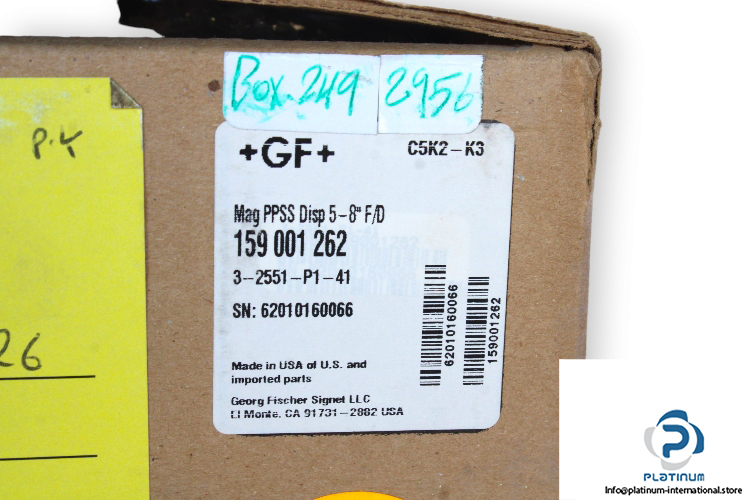 Box 249 2956
P.Y
+GF+ C5K2-K3
Mag PPSS Disp 5-8" F/D
159 001 262
3-2551-P1-41
SN: 62010160066
62010160066
159001262
26
Made in USA of U.S. and
imported parts
Georg Fischer Signet LLC
El Monte, CA 91731-2882 USA
PLATINUM
Info@platinum-international.store